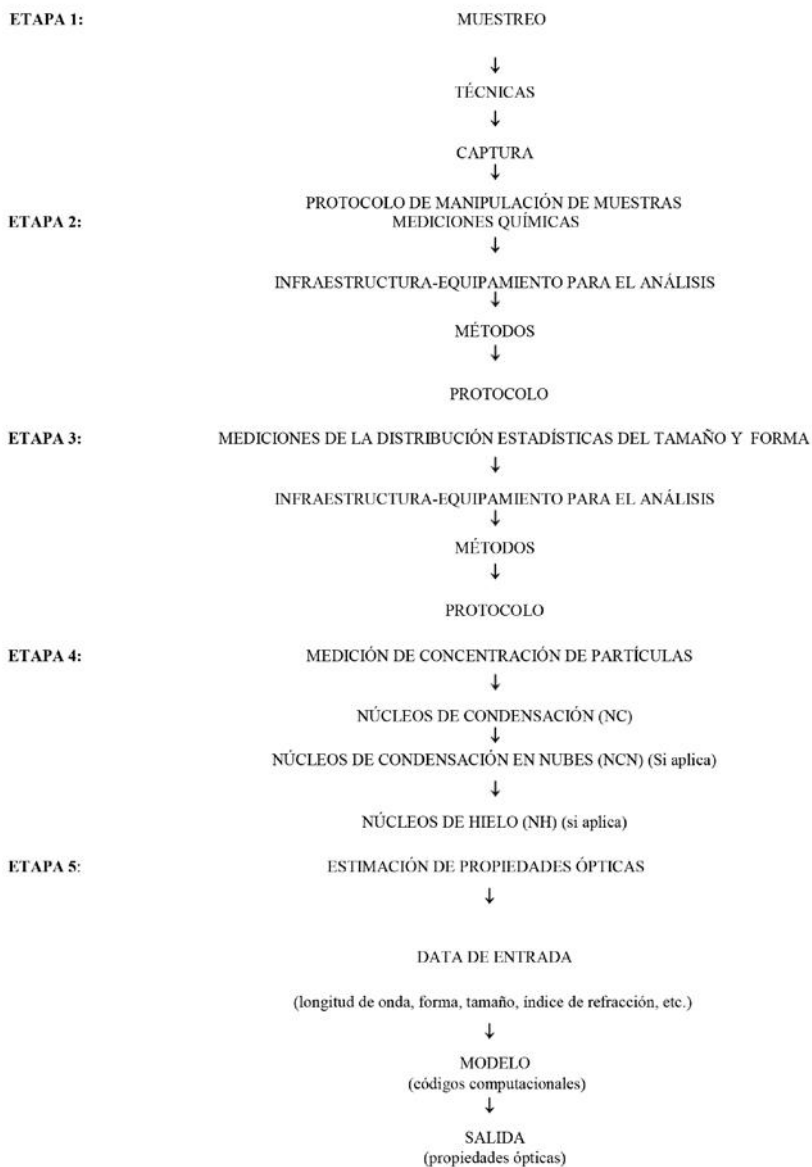 ETAPA 1: MUESTREO
↓
TÉCNICAS
↓
CAPTURA
↓
PROTOCOLO DE MANIPULACIÓN DE MUESTRAS
ETAPA 2: MEDICIONES QUÍMICAS
↓
INFRAESTRUCTURA-EQUIPAMIENTO PARA EL ANÁLISIS
↓
MÉTODOS
↓
PROTOCOLO
ETAPA 3: MEDICIONES DE LA DISTRIBUCIÓN ESTADÍSTICAS DEL TAMAÑO Y FORMA
↓
INFRAESTRUCTURA-EQUIPAMIENTO PARA EL ANÁLISIS
↓
MÉTODOS
↓
PROTOCOLO
ETAPA 4: MEDICIÓN DE CONCENTRACIÓN DE PARTÍCULAS
↓
NÚCLEOS DE CONDENSACIÓN (NC)
↓
NÚCLEOS DE CONDENSACIÓN EN NUBES (NCN) (Si aplica)
↓
NÚCLEOS DE HIELO (NH) (si aplica)
ETAPA 5: ESTIMACIÓN DE PROPIEDADES ÓPTICAS
↓
DATA DE ENTRADA
(longitud de onda, forma, tamaño, índice de refracción, etc.)
↓
MODELO
(códigos computacionales)
↓
SALIDA
(propiedades ópticas)